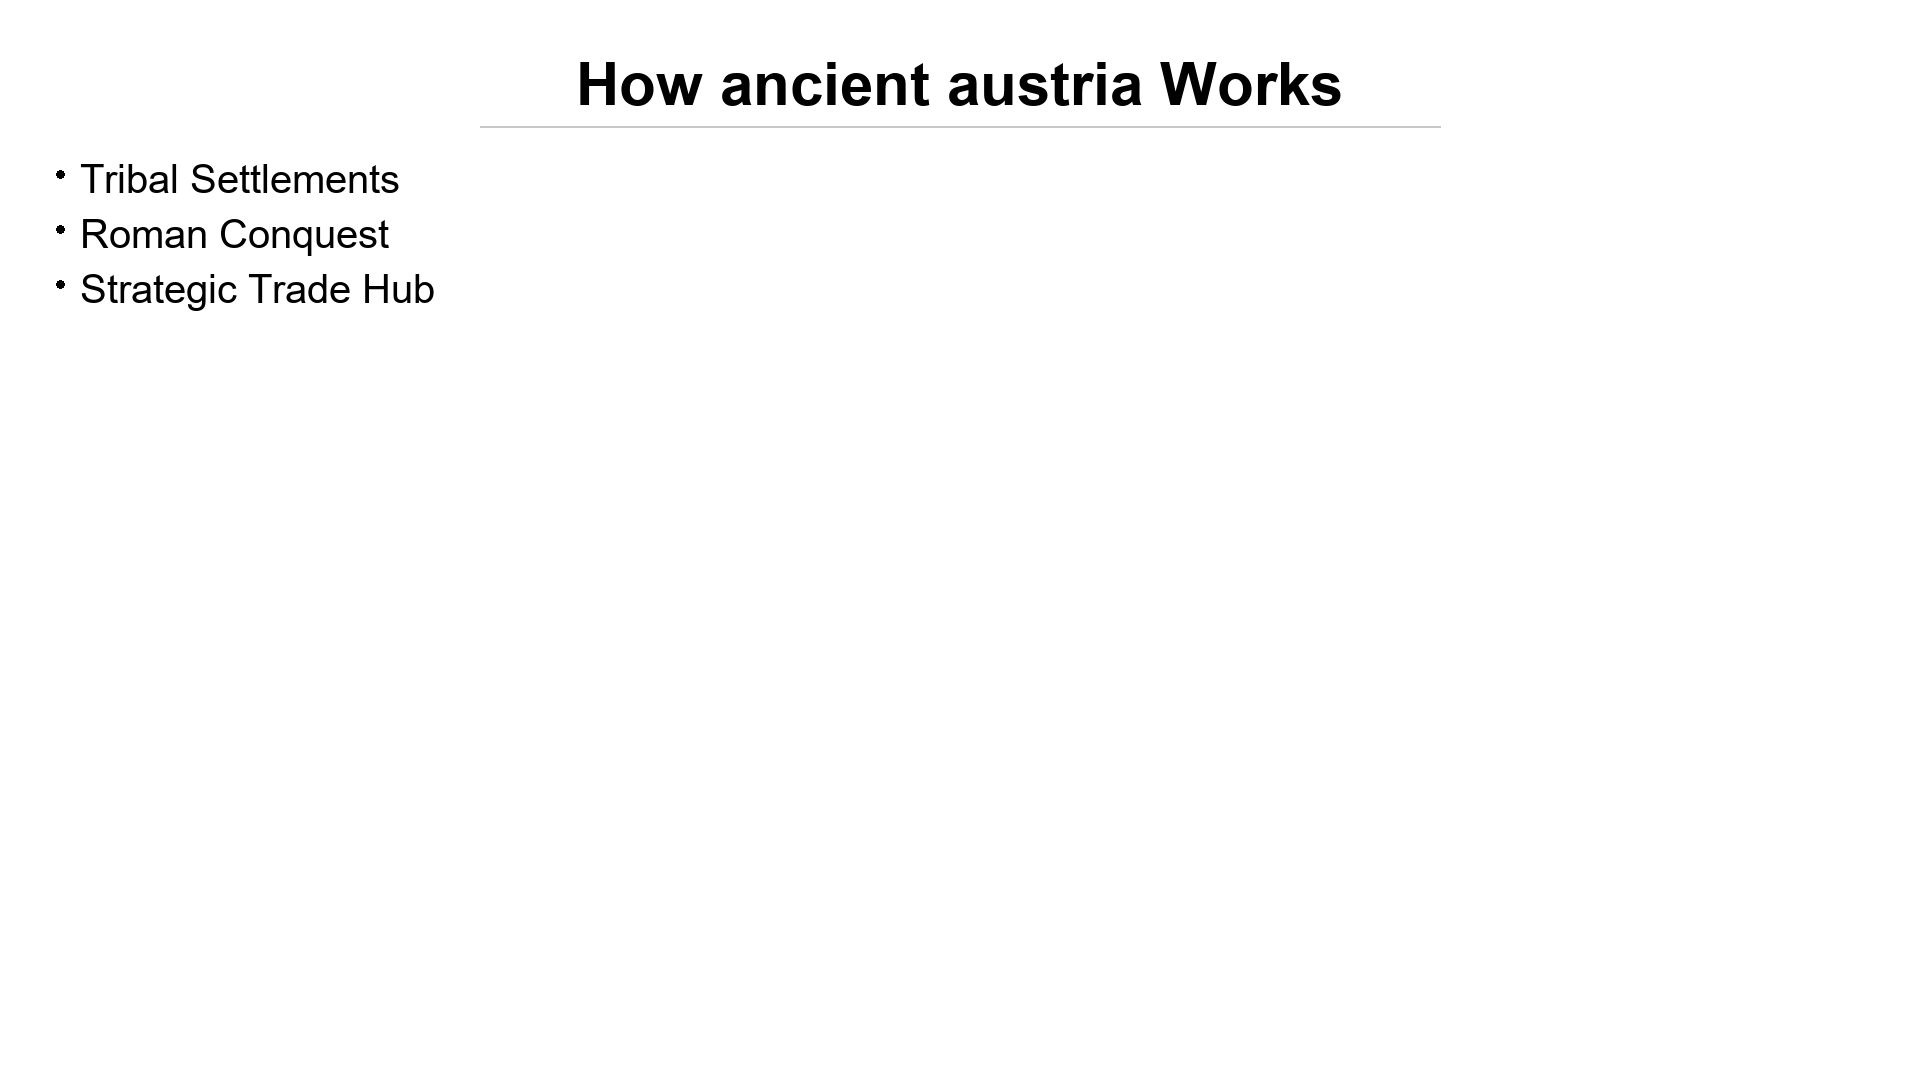 How ancient austria Works
• Tribal Settlements
• Roman Conquest
• Strategic Trade Hub